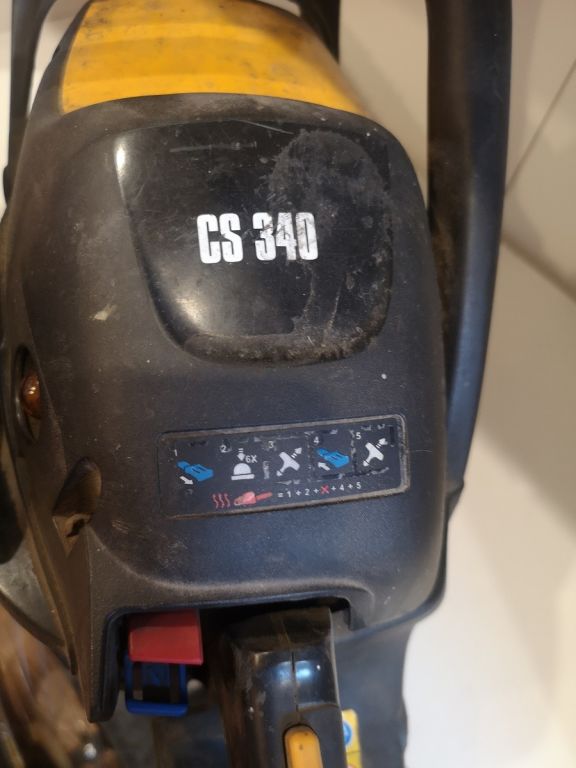 CS 340
1 2 6X 3 4 5
= 1 + 2 + X + 4 + 5